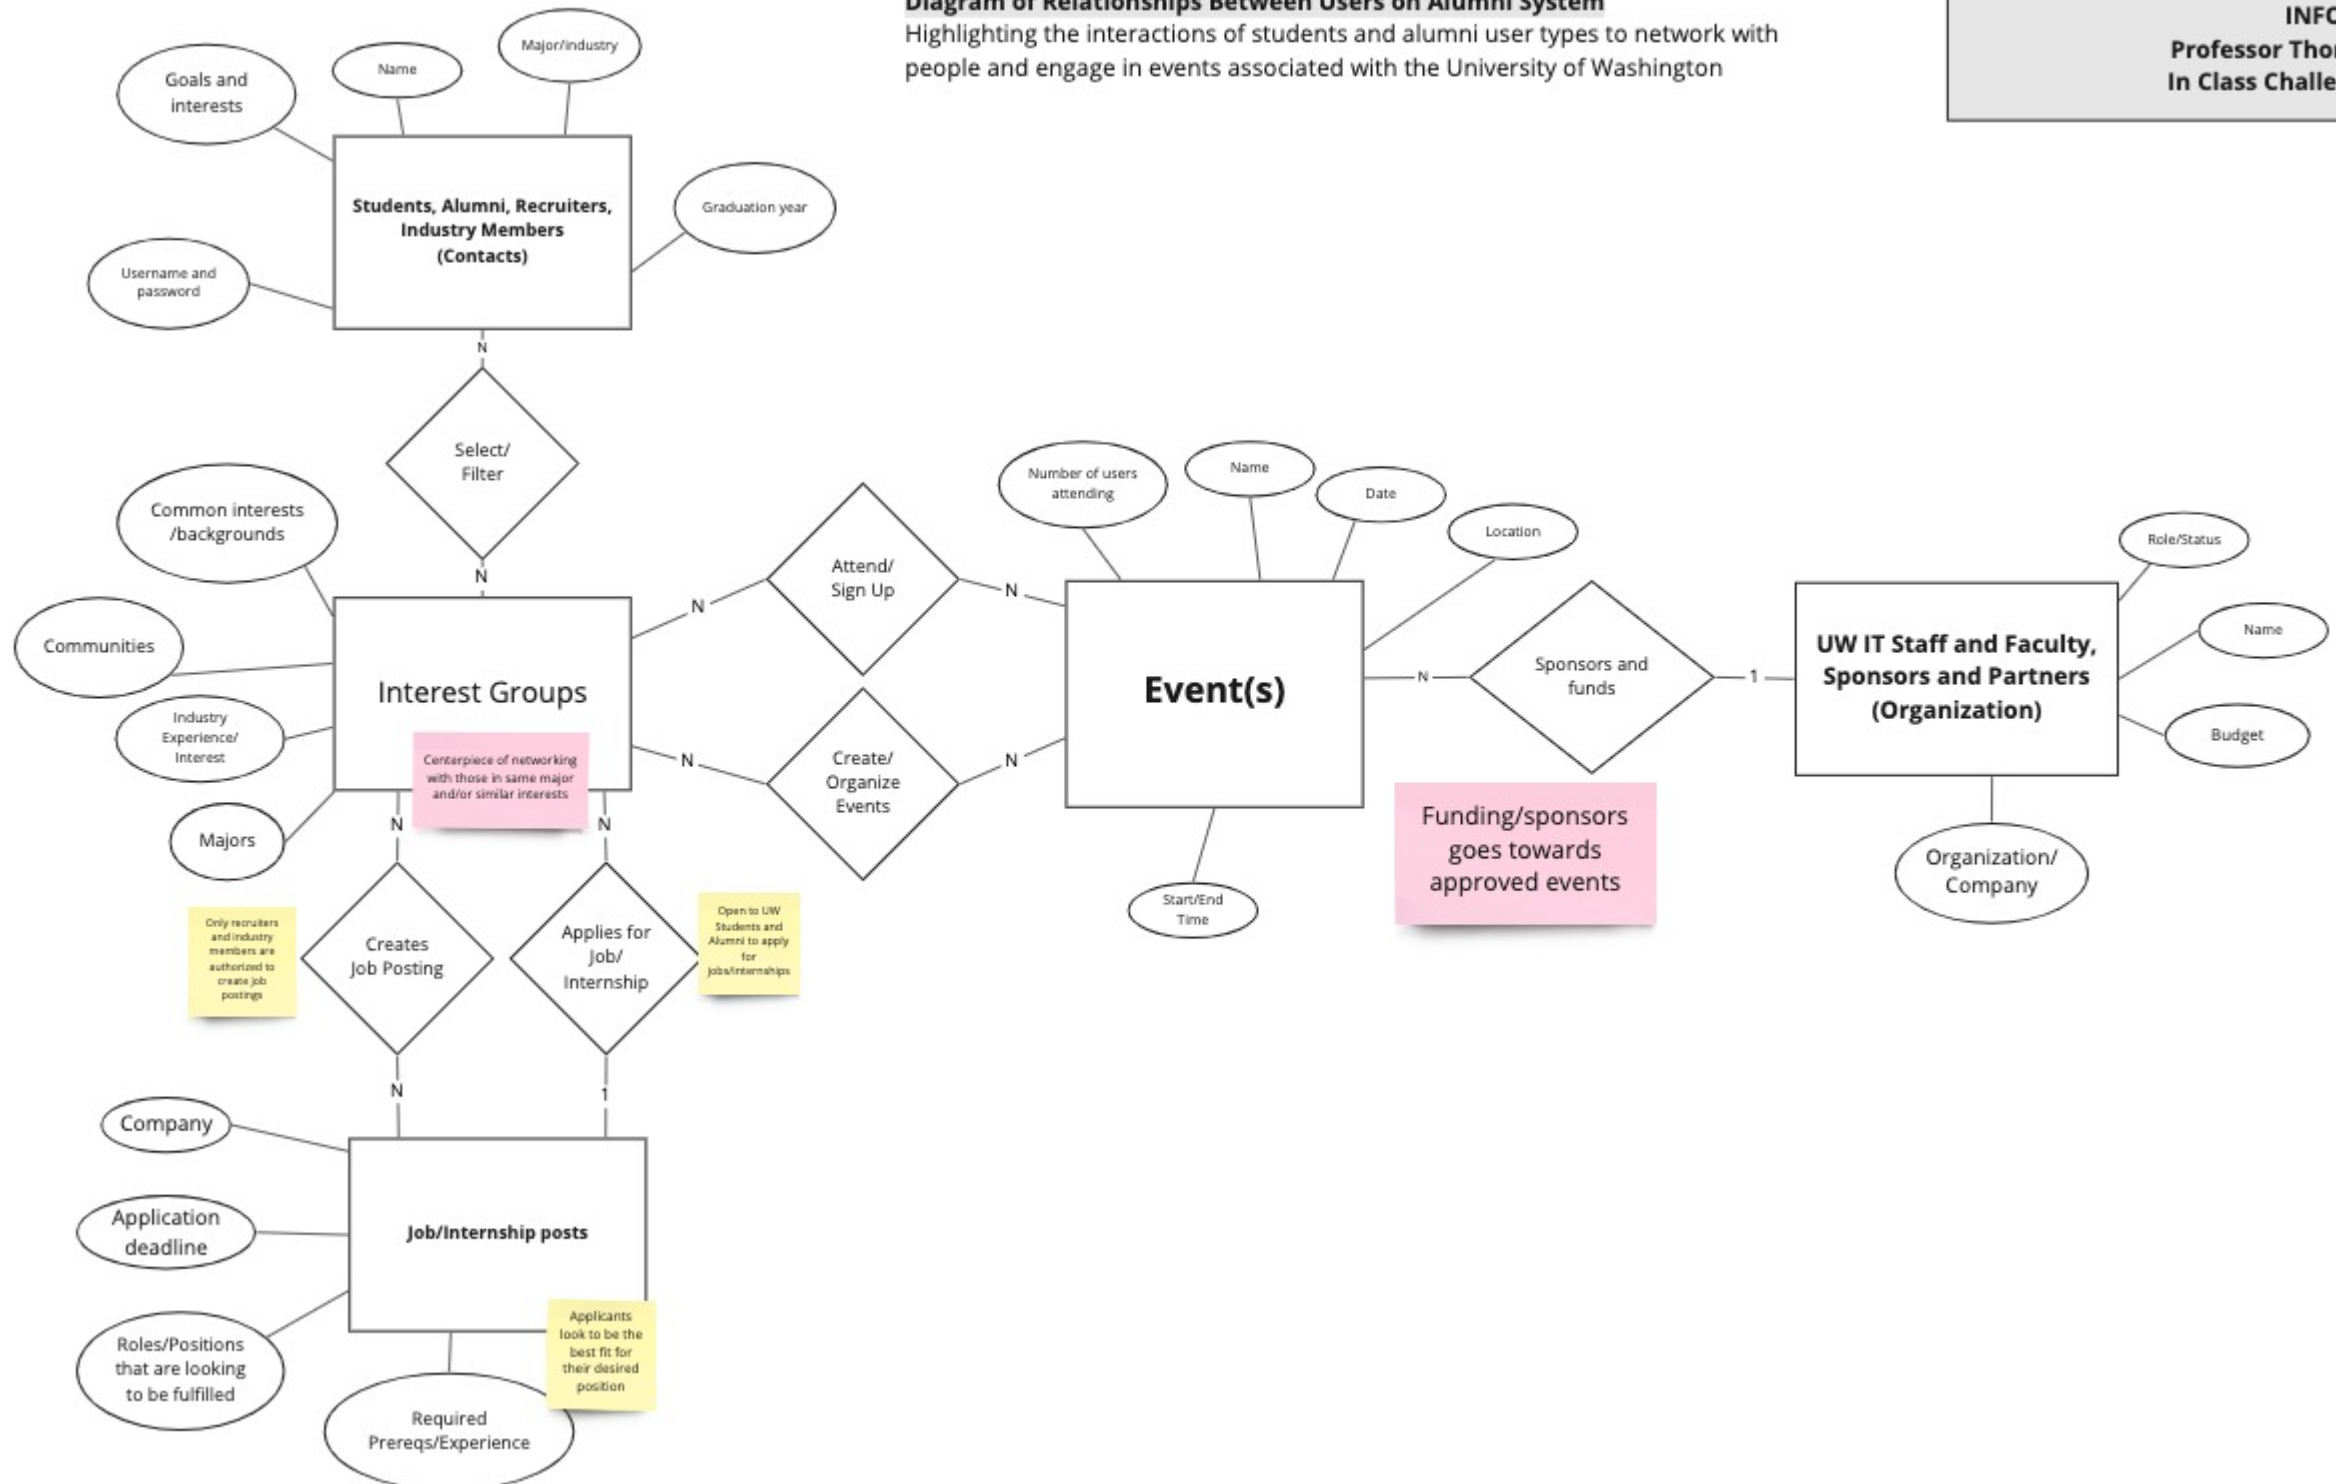 Diagram of Relationships Between Users on Alumni System
Highlighting the interactions of students and alumni user types to network with
people and engage in events associated with the University of Washington
INFO
Professor Thor
In Class Challe
Goals and
interests
Name
Major/industry
Students, Alumni, Recruiters,
Industry Members
(Contacts)
Graduation year
Username and
password
N
Select/
Filter
N
Common interests
/backgrounds
Communities
Industry
Experience/
Interest
Majors
Interest Groups
Centerpiece of networking
with those in same major
and/or similar interests
N
Attend/
Sign Up
N
N
Create/
Organize
Events
N
Number of users
attending
Name
Date
Location
Event(s)
Start/End
Time
N
Sponsors and
funds
1
Funding/sponsors
goes towards
approved events
UW IT Staff and Faculty,
Sponsors and Partners
(Organization)
Role/Status
Name
Budget
Organization/
Company
N
N
Only recruiters
and industry
members are
authorized to
create job
postings
Creates
Job Posting
Applies for
Job/
Internship
Open to UW
Students and
Alumni to apply
for
jobs/internships
N
1
Company
Application
deadline
Roles/Positions
that are looking
to be fulfilled
Job/Internship posts
Applicants
look to be the
best fit for
their desired
position
Required
Prereqs/Experience